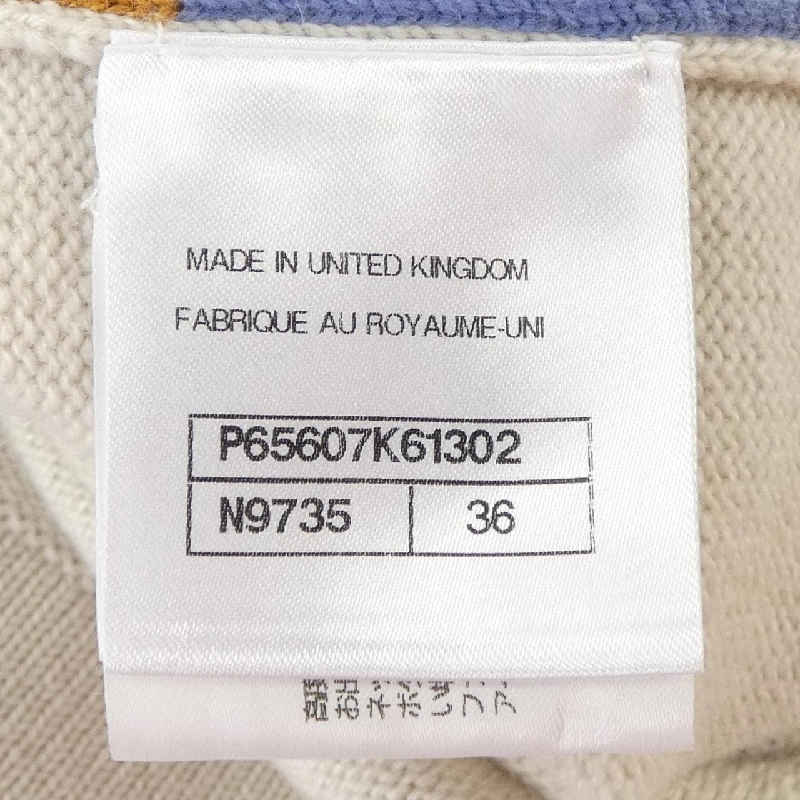 MADE IN UNITED KINGDOM
FABRIQUE AU ROYAUME-UNI
P65607K61302
N9735 36